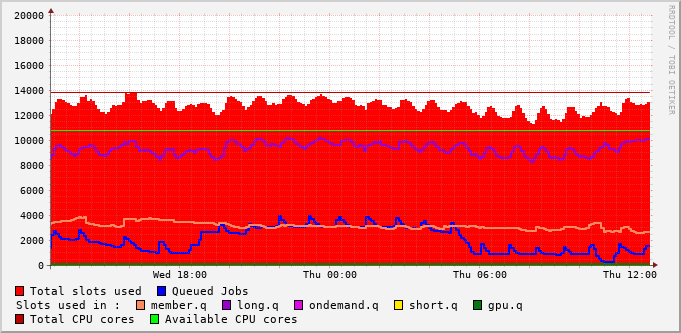 20000
18000
16000
14000
12000
10000
8000
6000
4000
2000
0
Wed 18:00 Thu 00:00 Thu 06:00 Thu 12:00
RRDTOOL / TOBI OETIKER
Total slots used Queued Jobs
Slots used in : member.q long.q ondemand.q short.q gpu.q
Total CPU cores Available CPU cores